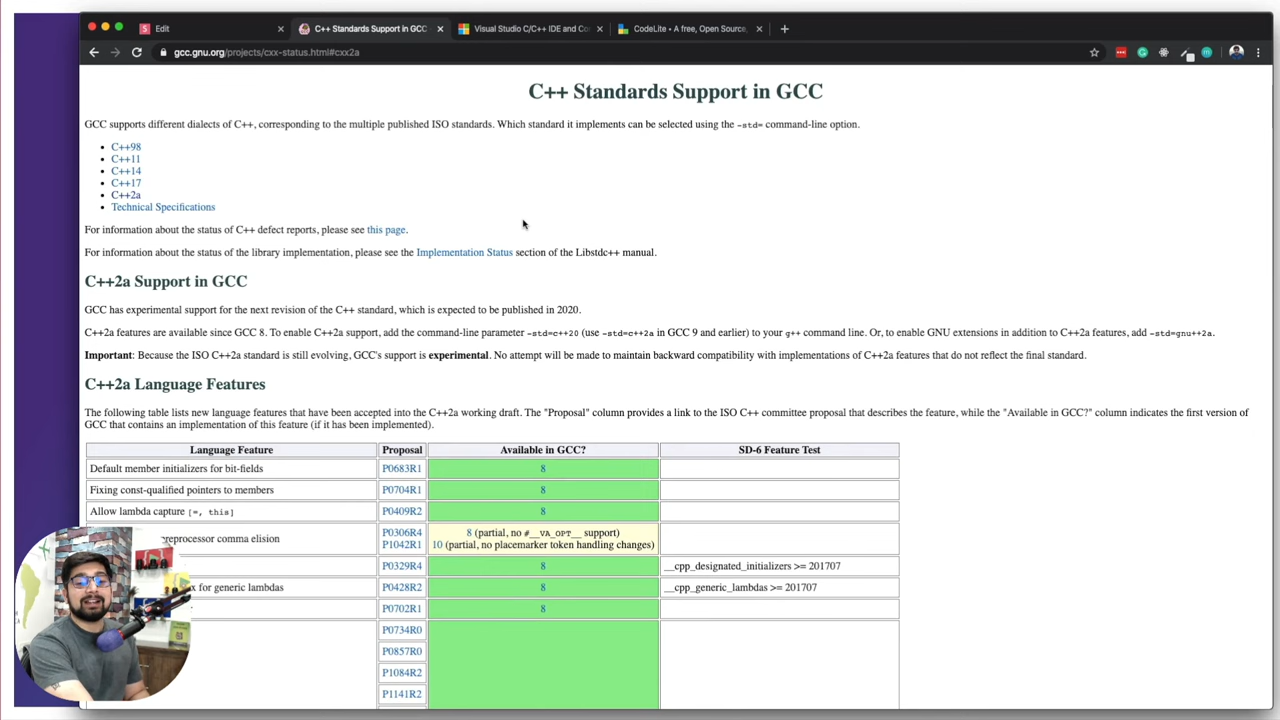 Edit
C++ Standards Support in GCC
Visual Studio C/C++ IDE and Co
CodeLite • A free, Open Source,
gcc.gnu.org/projects/cxx-status.html#cxx2a
C++ Standards Support in GCC
GCC supports different dialects of C++, corresponding to the multiple published ISO standards. Which standard it implements can be selected using the -std= command-line option.
• C++98
• C++11
• C++14
• C++17
• C++2a
• Technical Specifications
For information about the status of C++ defect reports, please see this page.
For information about the status of the library implementation, please see the Implementation Status section of the Libstdc++ manual.
C++2a Support in GCC
GCC has experimental support for the next revision of the C++ standard, which is expected to be published in 2020.
C++2a features are available since GCC 8. To enable C++2a support, add the command-line parameter -std=c++20 (use -std=c++2a in GCC 9 and earlier) to your g++ command line. Or, to enable GNU extensions in addition to C++2a features, add -std=gnu++2a.
Important: Because the ISO C++2a standard is still evolving, GCC's support is experimental. No attempt will be made to maintain backward compatibility with implementations of C++2a features that do not reflect the final standard.
C++2a Language Features
The following table lists new language features that have been accepted into the C++2a working draft. The "Proposal" column provides a link to the ISO C++ committee proposal that describes the feature, while the "Available in GCC?" column indicates the first version of
GCC that contains an implementation of this feature (if it has been implemented).
Language Feature Proposal Available in GCC? SD-6 Feature Test
Default member initializers for bit-fields P0683R1 8
Fixing const-qualified pointers to members P0704R1 8
Allow lambda capture [=, this] P0409R2 8
P0306R4 8 (partial, no #__VA_OPT__ support)
preprocessor comma elision
P1042R1 10 (partial, no placemarker token handling changes)
P0329R4 8 __cpp_designated_initializers >= 201707
for generic lambdas P0428R2 8 __cpp_generic_lambdas >= 201707
P0702R1 8
P0734R0
P0857R0
P1084R2
P1141R2